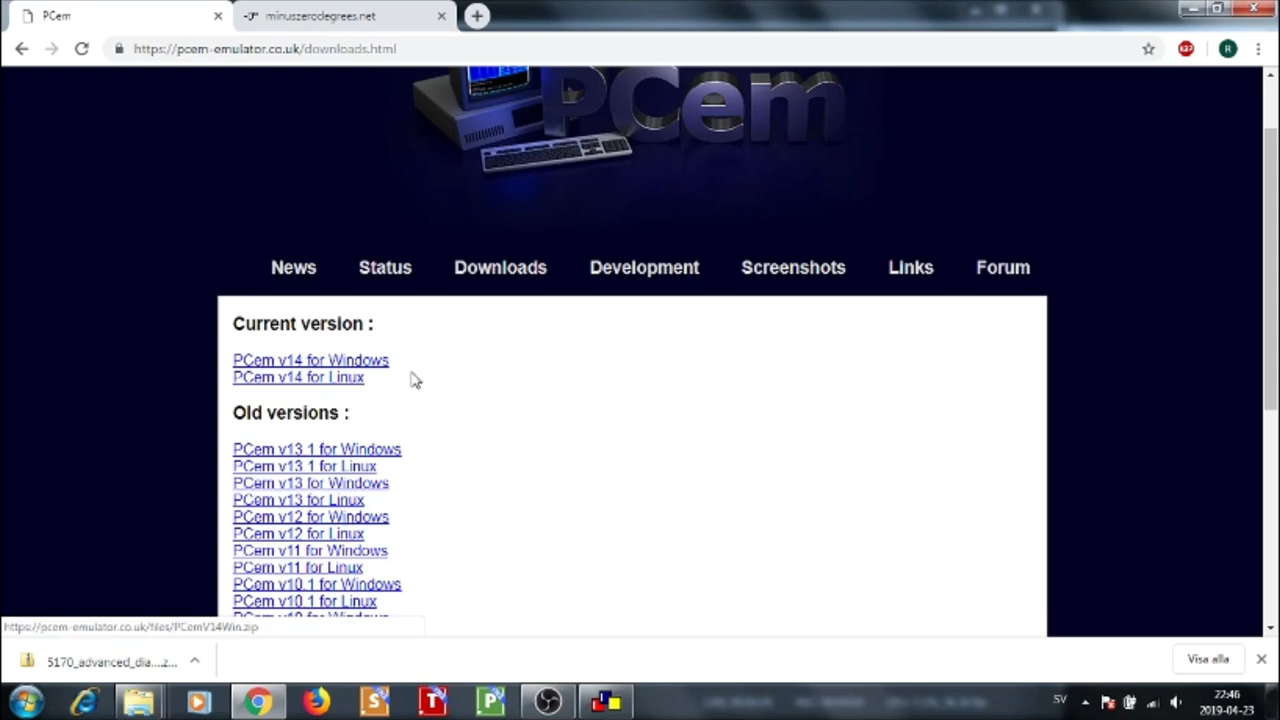 PCem
minuszerodegrees.net
https://pcem-emulator.co.uk/downloads.html
PCem
News Status Downloads Development Screenshots Links Forum
Current version :
PCem v14 for Windows
PCem v14 for Linux
Old versions :
PCem v13.1 for Windows
PCem v13.1 for Linux
PCem v13 for Windows
PCem v13 for Linux
PCem v12 for Windows
PCem v12 for Linux
PCem v11 for Windows
PCem v11 for Linux
PCem v10.1 for Windows
PCem v10.1 for Linux
PCem v10 for Windows
https://pcem-emulator.co.uk/files/PCemV14Win.zip
5170_advanced_dia....z...
Visa alla
SV
22:46
2019-04-23